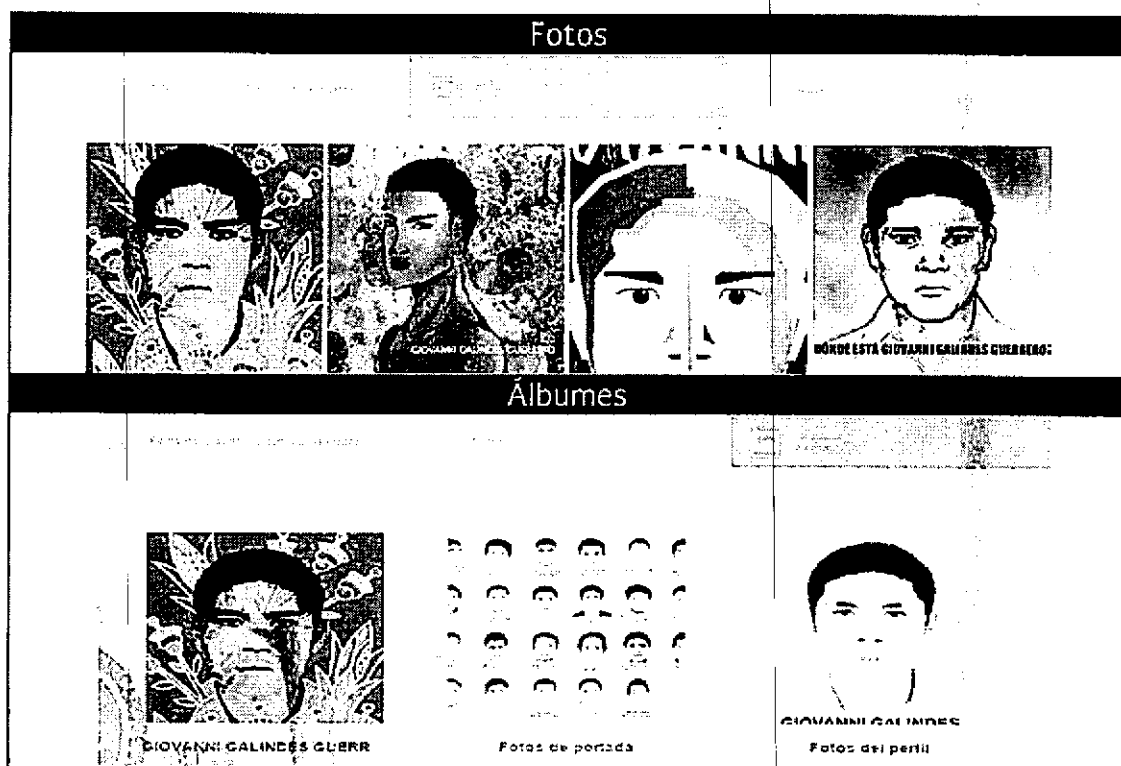 Fotos
GIOVANNI GALINDES GUERRERO
DÓNDE ESTÁ GIOVANNI GALINDES GUERRERO?
Álbumes
GIOVANNI GALINDES
GIOVANNI GALINDES GUERR
Fotos de portada
Fotos del perfil